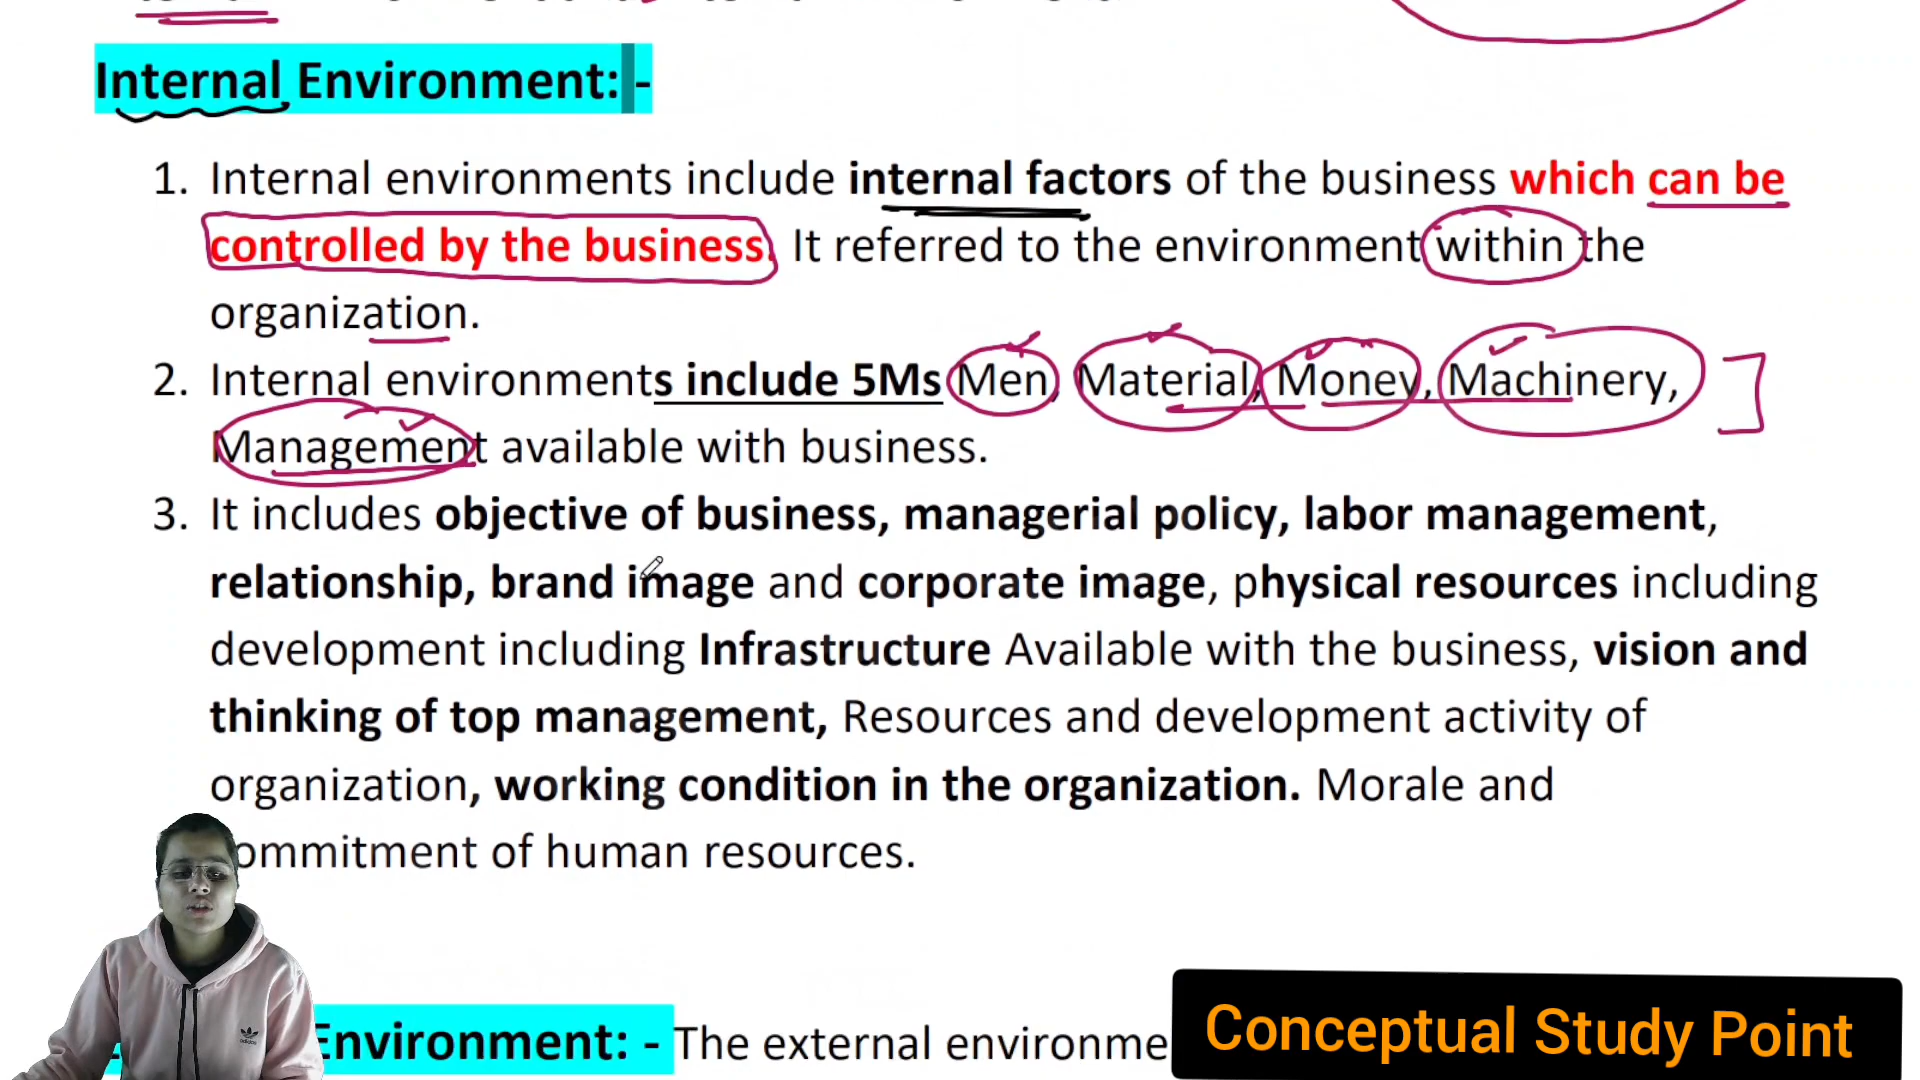 Internal Environment: -
1. Internal environments include internal factors of the business which can be
controlled by the business. It referred to the environment within the
organization.
2. Internal environments include 5Ms Men, Material, Money, Machinery,
Management available with business.
3. It includes objective of business, managerial policy, labor management,
relationship, brand image and corporate image, physical resources including
development including Infrastructure Available with the business, vision and
thinking of top management, Resources and development activity of
organization, working condition in the organization. Morale and
commitment of human resources.
Environment: - The external environme
Conceptual Study Point
adidas